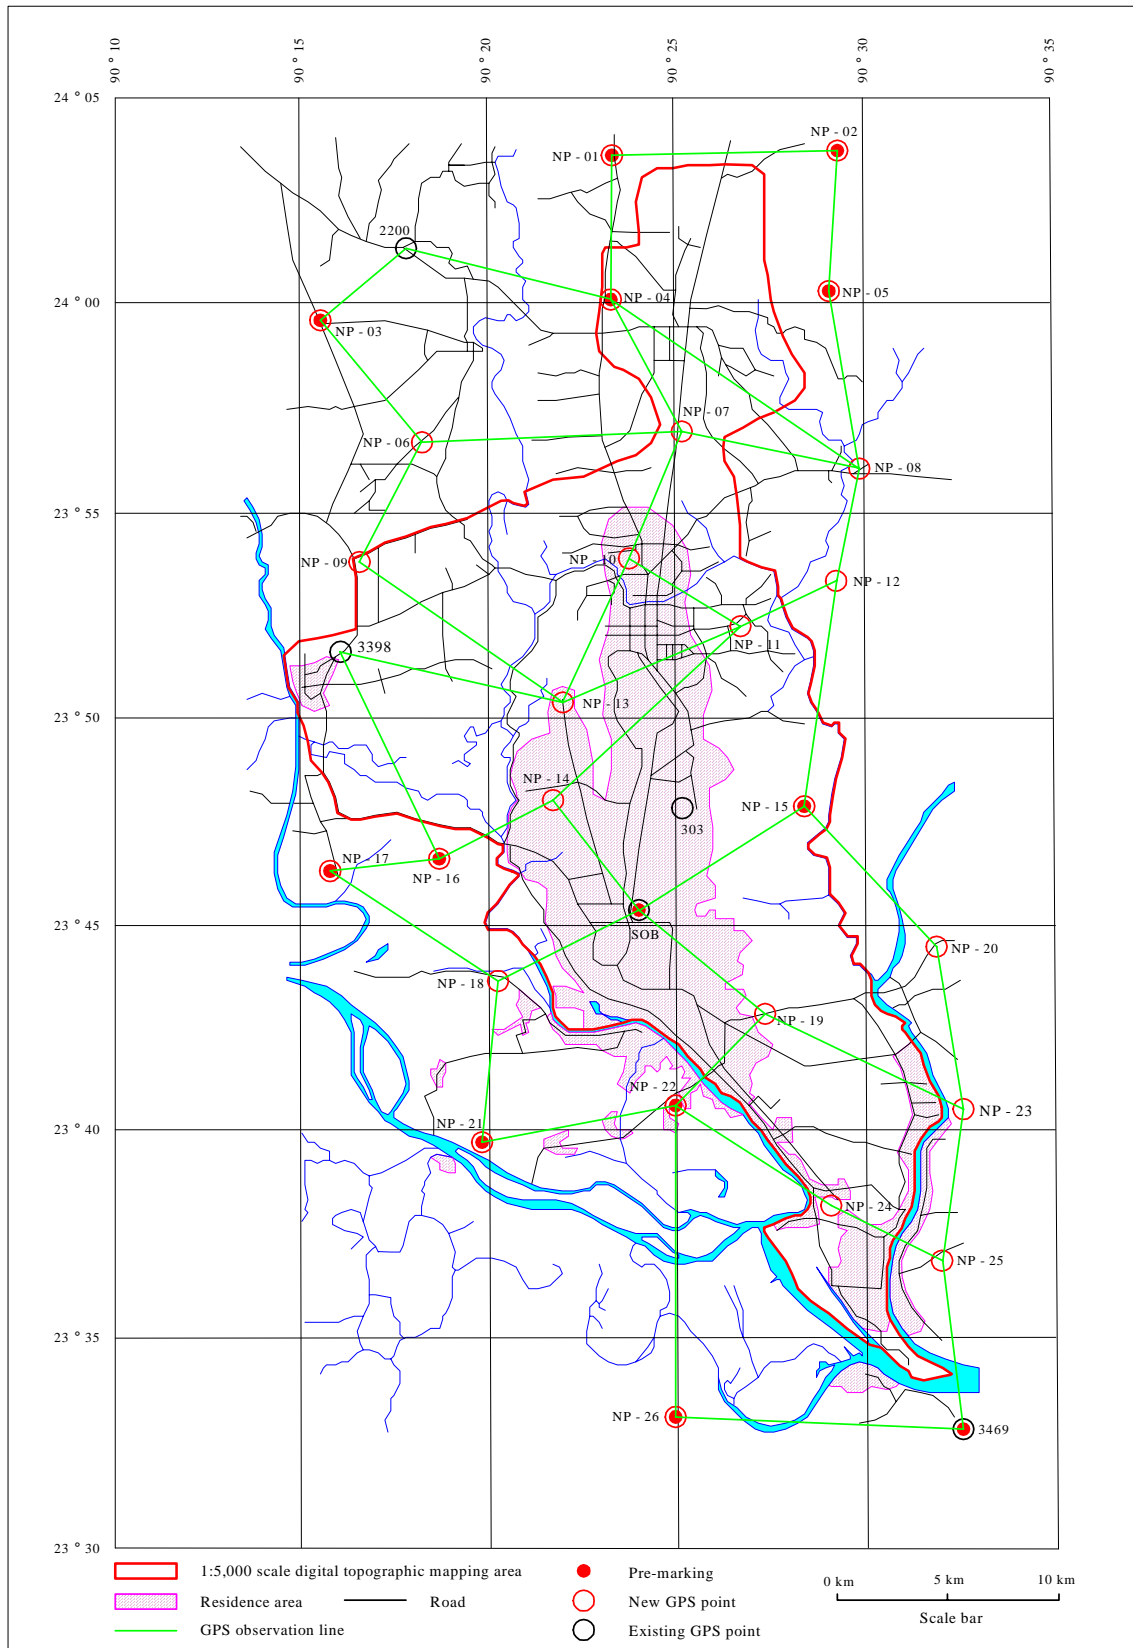 90 ° 10
90 ° 15
90 ° 20
90 ° 25
90 ° 30
90 ° 35
24 ° 05
NP - 02
NP - 01
2200
NP - 05
NP - 04
24 ° 00
NP - 03
NP - 07
NP - 06
NP - 08
23 ° 55
NP - 10
NP - 09
NP - 12
NP - 11
3398
NP - 13
23 ° 50
NP - 14
NP - 15
303
NP - 17
NP - 16
23 ° 45
SOB
NP - 20
NP - 18
NP - 19
NP - 22
NP - 23
NP - 21
23 ° 40
NP - 24
NP - 25
23 ° 35
NP - 26
3469
23 ° 30
1:5,000 scale digital topographic mapping area
Residence area
Road
GPS observation line
Pre-marking
New GPS point
Existing GPS point
0 km
5 km
10 km
Scale bar